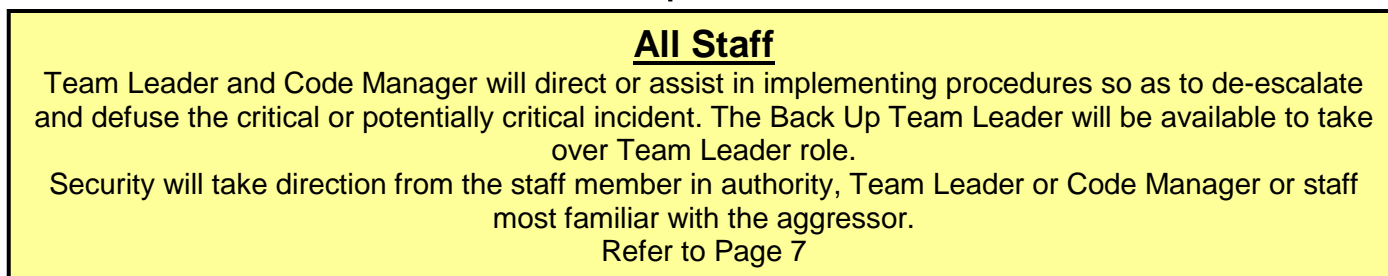 All Staff
Team Leader and Code Manager will direct or assist in implementing procedures so as to de-escalate
and defuse the critical or potentially critical incident. The Back Up Team Leader will be available to take
over Team Leader role.
Security will take direction from the staff member in authority, Team Leader or Code Manager or staff
most familiar with the aggressor.
Refer to Page 7